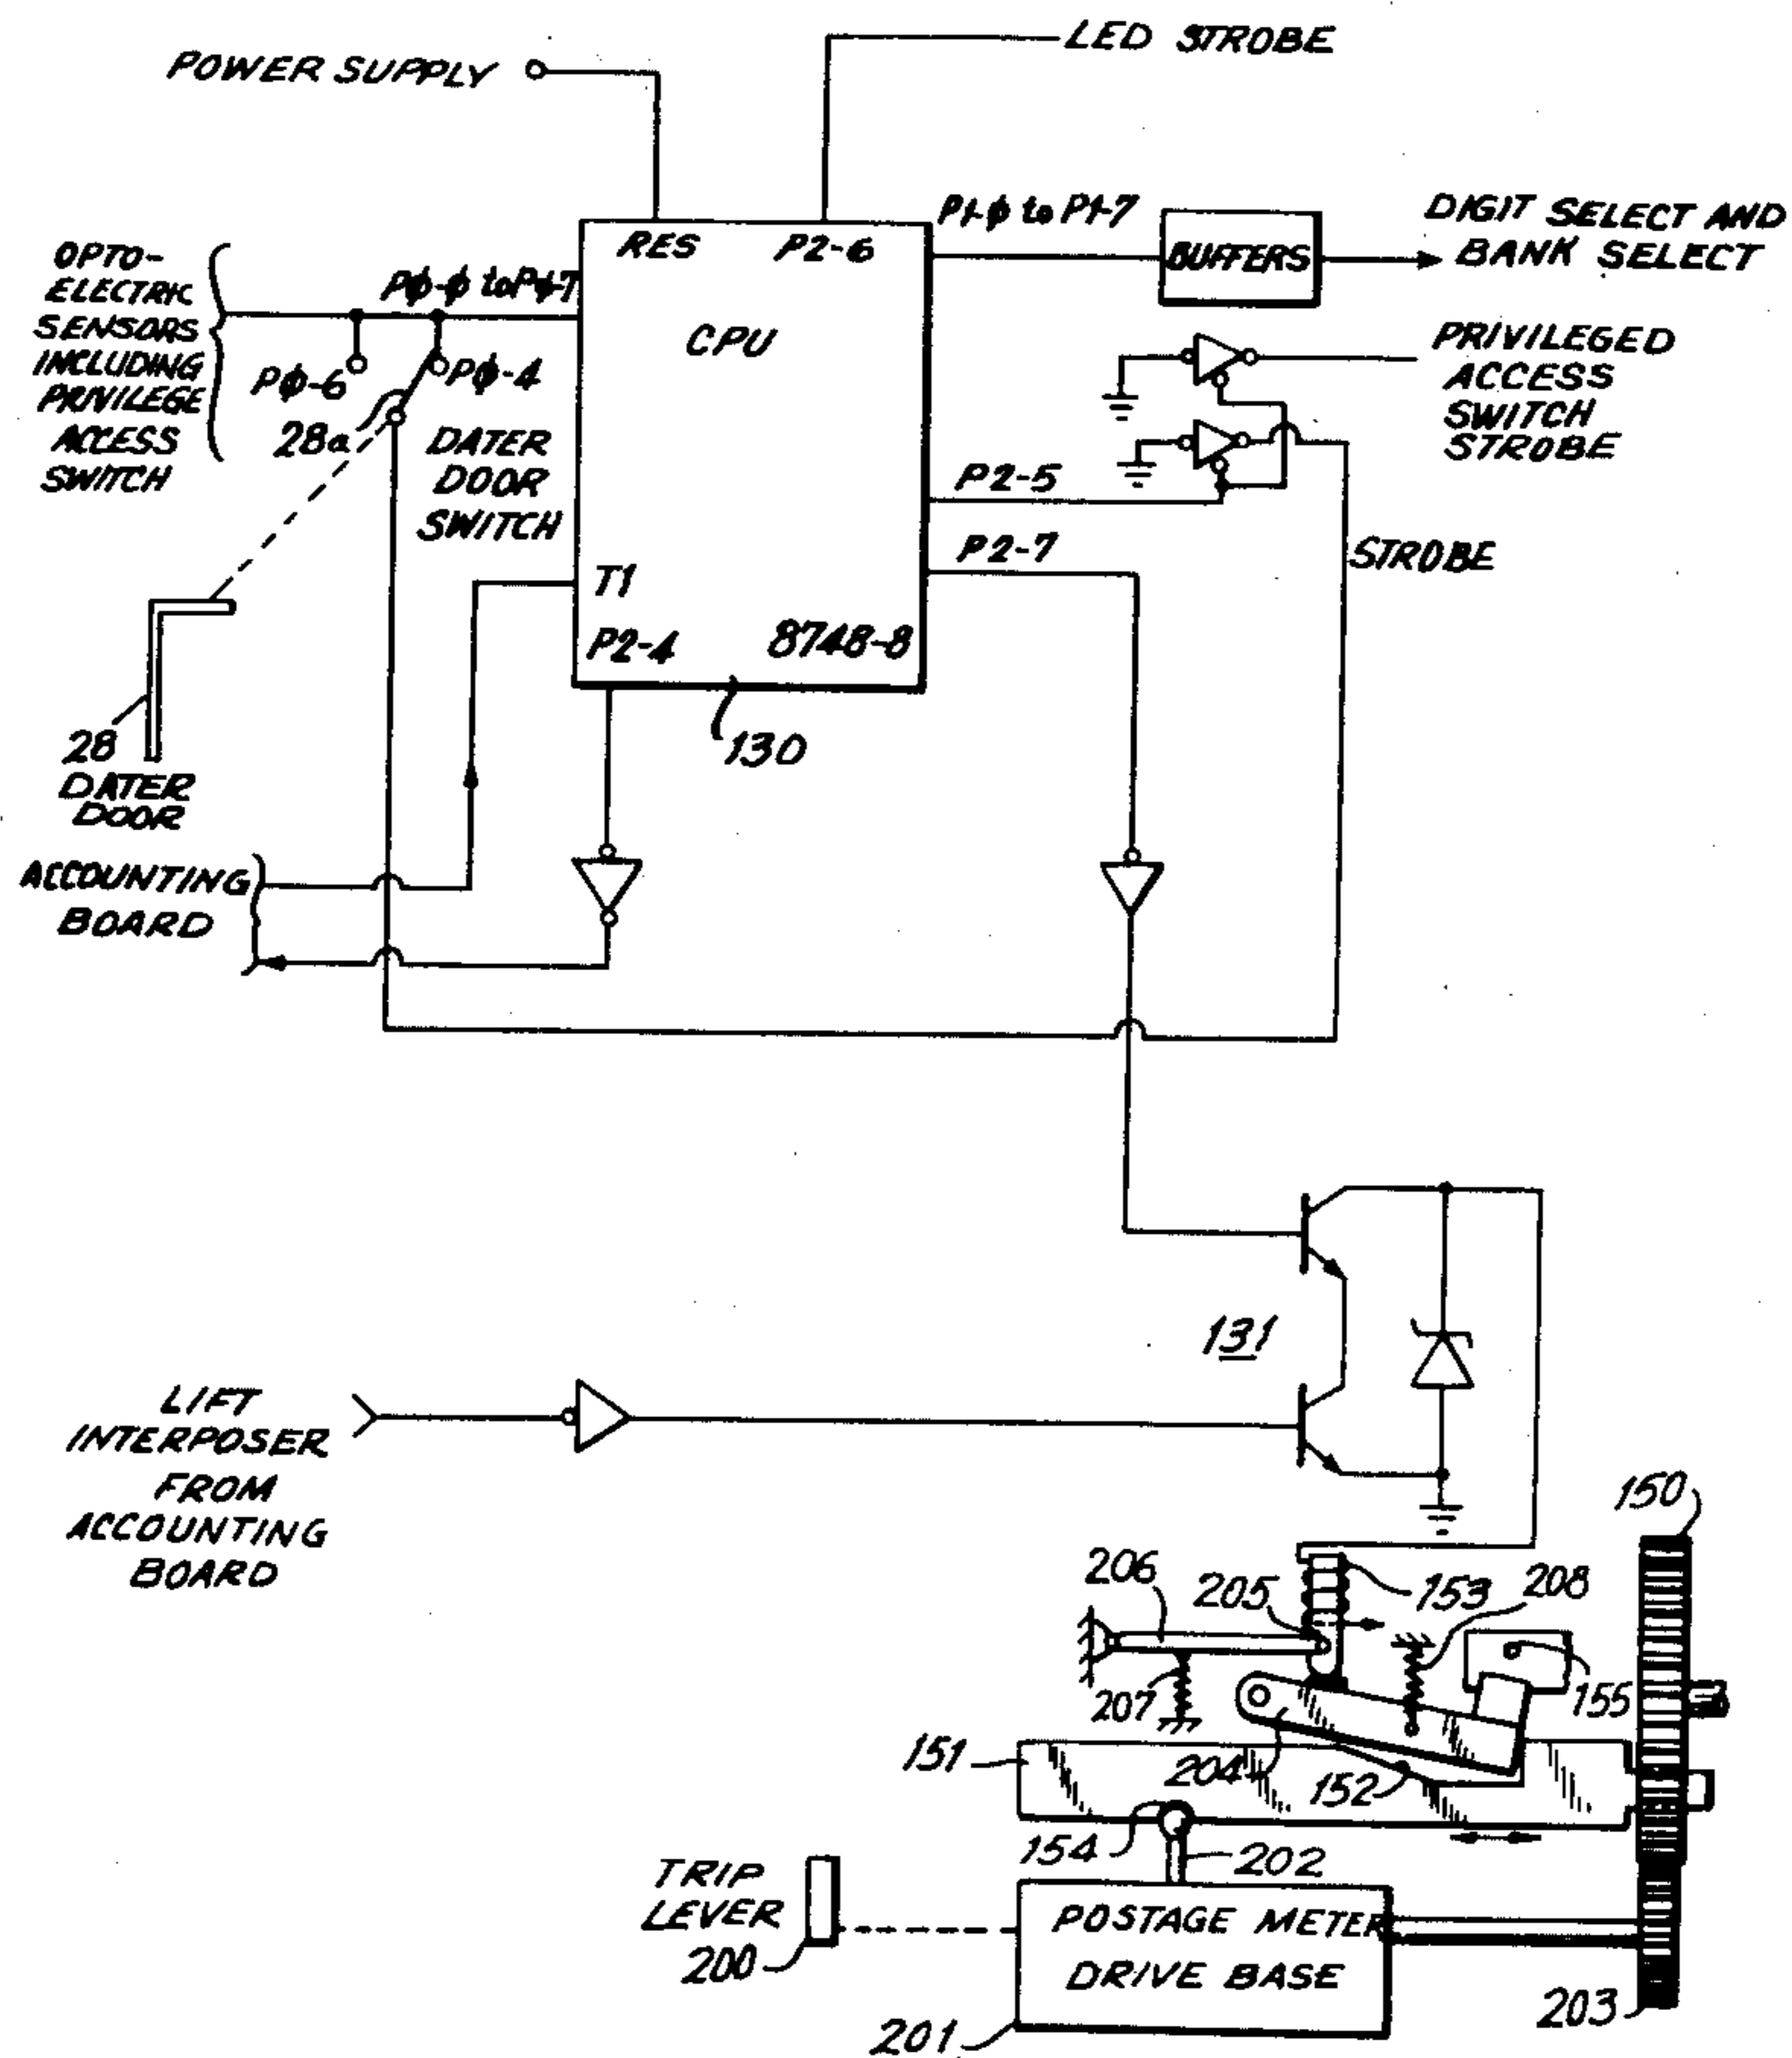 LED STROBE
POWER SUPPLY
RES P2-6
P1-φ to P1-7
BUFFERS
DIGIT SELECT AND
BANK SELECT
OPTO-
ELECTRIC
SENSORS
INCLUDING
PRIVILEGE
ACCESS
SWITCH
Pφ-φ to Pφ-7
Pφ-6
Pφ-4
28a
DATER
DOOR
SWITCH
CPU
PRIVILEGED
ACCESS
SWITCH
STROBE
P2-5
P2-7
STROBE
T1
P2-4
8748-8
130
28
DATER
DOOR
ACCOUNTING
BOARD
131
LIFT
INTERPOSER
FROM
ACCOUNTING
BOARD
150
206
205
153
208
207
155
151
204
152
154
202
TRIP
LEVER
200
POSTAGE METER
DRIVE BASE
201
203